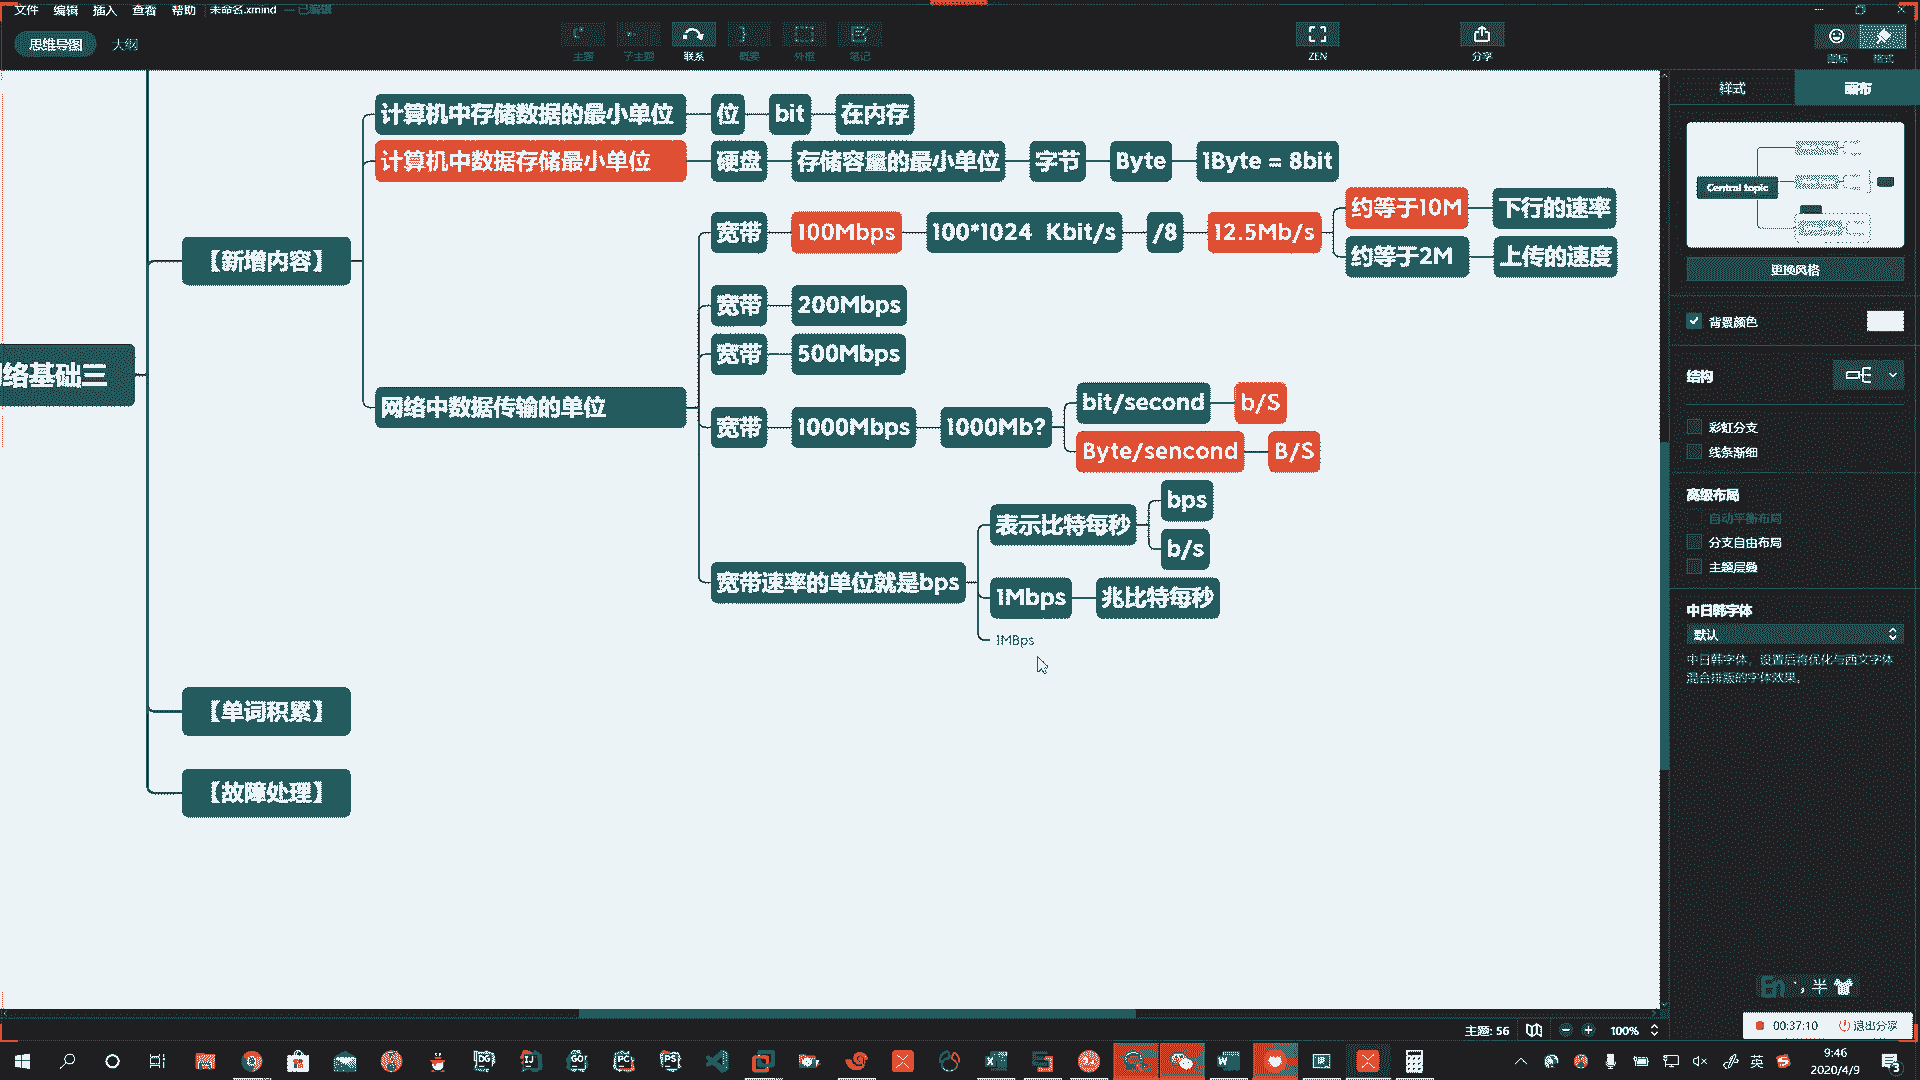 文件 编辑 插入 查看 帮助 未命名.xmind — 已编辑
思维导图 大纲
主题 子主题 联系 概要 外框 笔记 ZEN 分享 图标 格式
样式 画布
计算机中存储数据的最小单位 位 bit 在内存
计算机中数据存储最小单位 硬盘 存储容量的最小单位 字节 Byte 1Byte = 8bit
宽带 100Mbps 100*1024 Kbit/s /8 12.5Mb/s
约等于10M 下行的速率
约等于2M 上传的速度
【新增内容】
宽带 200Mbps
宽带 500Mbps
络基础三
网络中数据传输的单位
宽带 1000Mbps 1000Mb?
bit/second b/S
Byte/sencond B/S
宽带速率的单位就是bps
表示比特每秒
bps
b/s
1Mbps 兆比特每秒
1MBps
【单词积累】
【故障处理】
Central topic
更换风格
背景颜色
结构
彩虹分支
线条渐细
高级布局
自动平衡布局
分支自由布局
主题层叠
中日韩字体
默认
中日韩字体，设置后将优化与西文字体
混合排版的字体效果。
En 半
主题: 56 100%
00:37:10 退出分享
DG IJ GO PC PS
英
9:46
2020/4/9
3